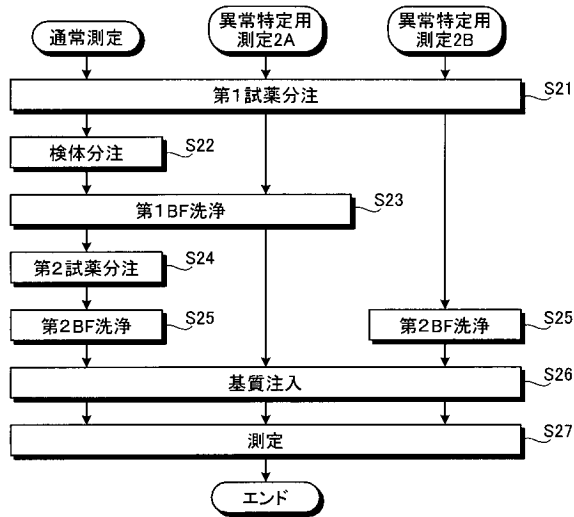 通常測定
異常特定用
測定2A
異常特定用
測定2B
第1試薬分注
S21
検体分注
S22
第1BF洗浄
S23
第2試薬分注
S24
第2BF洗浄
S25
第2BF洗浄
S25
基質注入
S26
測定
S27
エンド